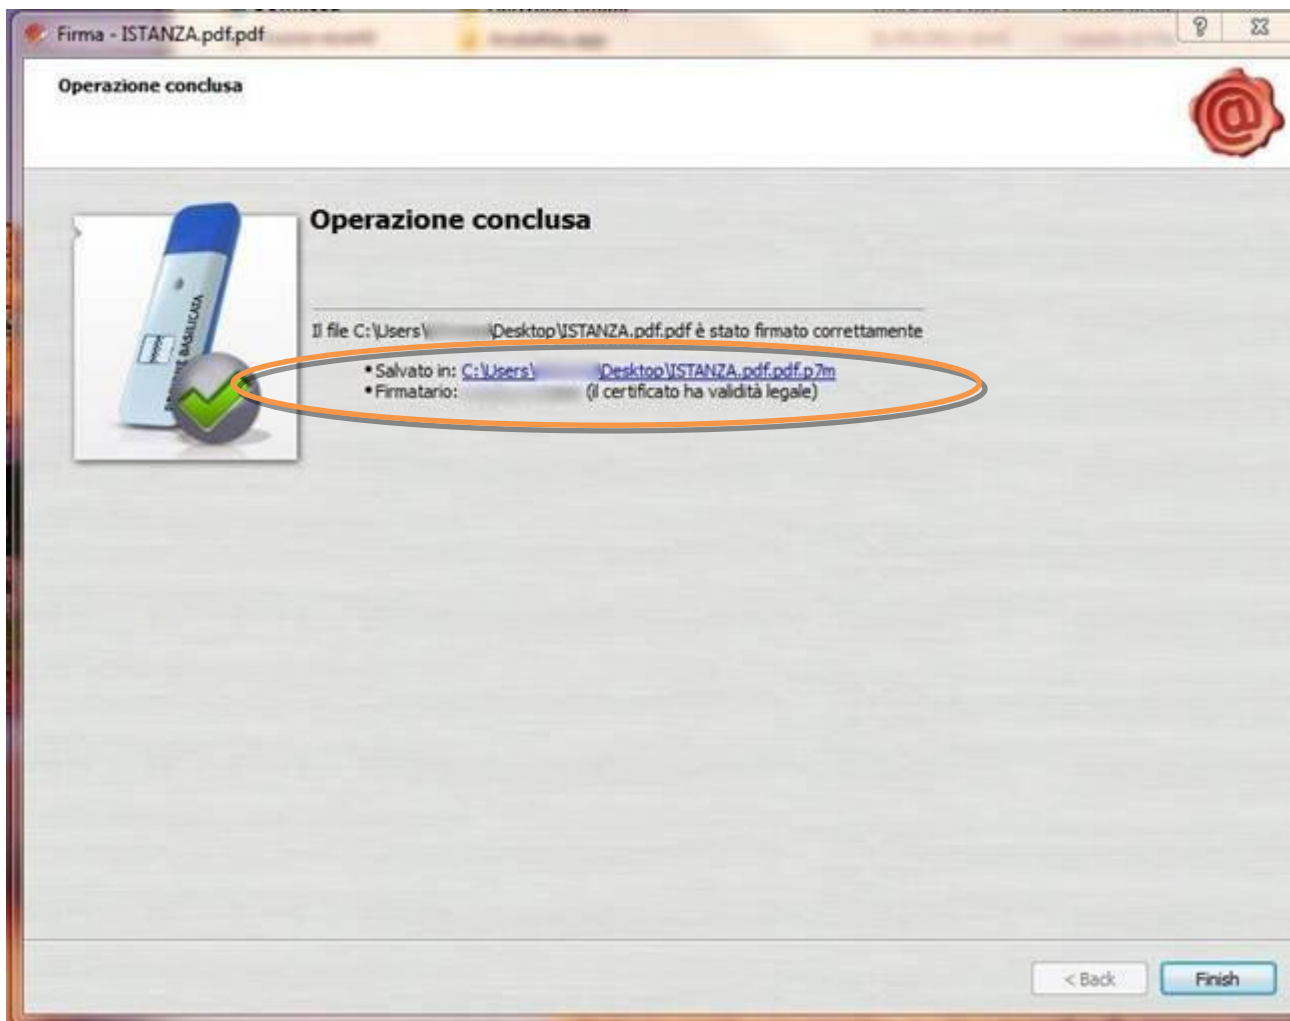 Firma - ISTANZA.pdf.pdf
Operazione conclusa
Operazione conclusa
BASILICATA
Il file C:\Users\ \Desktop\ISTANZA.pdf.pdf è stato firmato correttamente
• Salvato in: C:\Users\ \Desktop\ISTANZA.pdf.pdf.p7m
• Firmatario: (il certificato ha validità legale)
< Back Finish